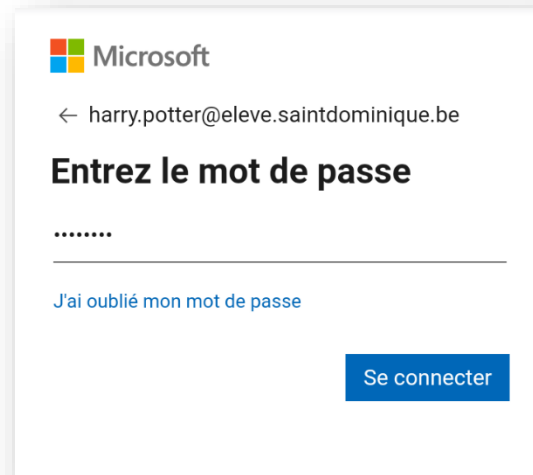 Microsoft
← harry.potter@eleve.saintdominique.be
Entrez le mot de passe
••••••••
J'ai oublié mon mot de passe
Se connecter